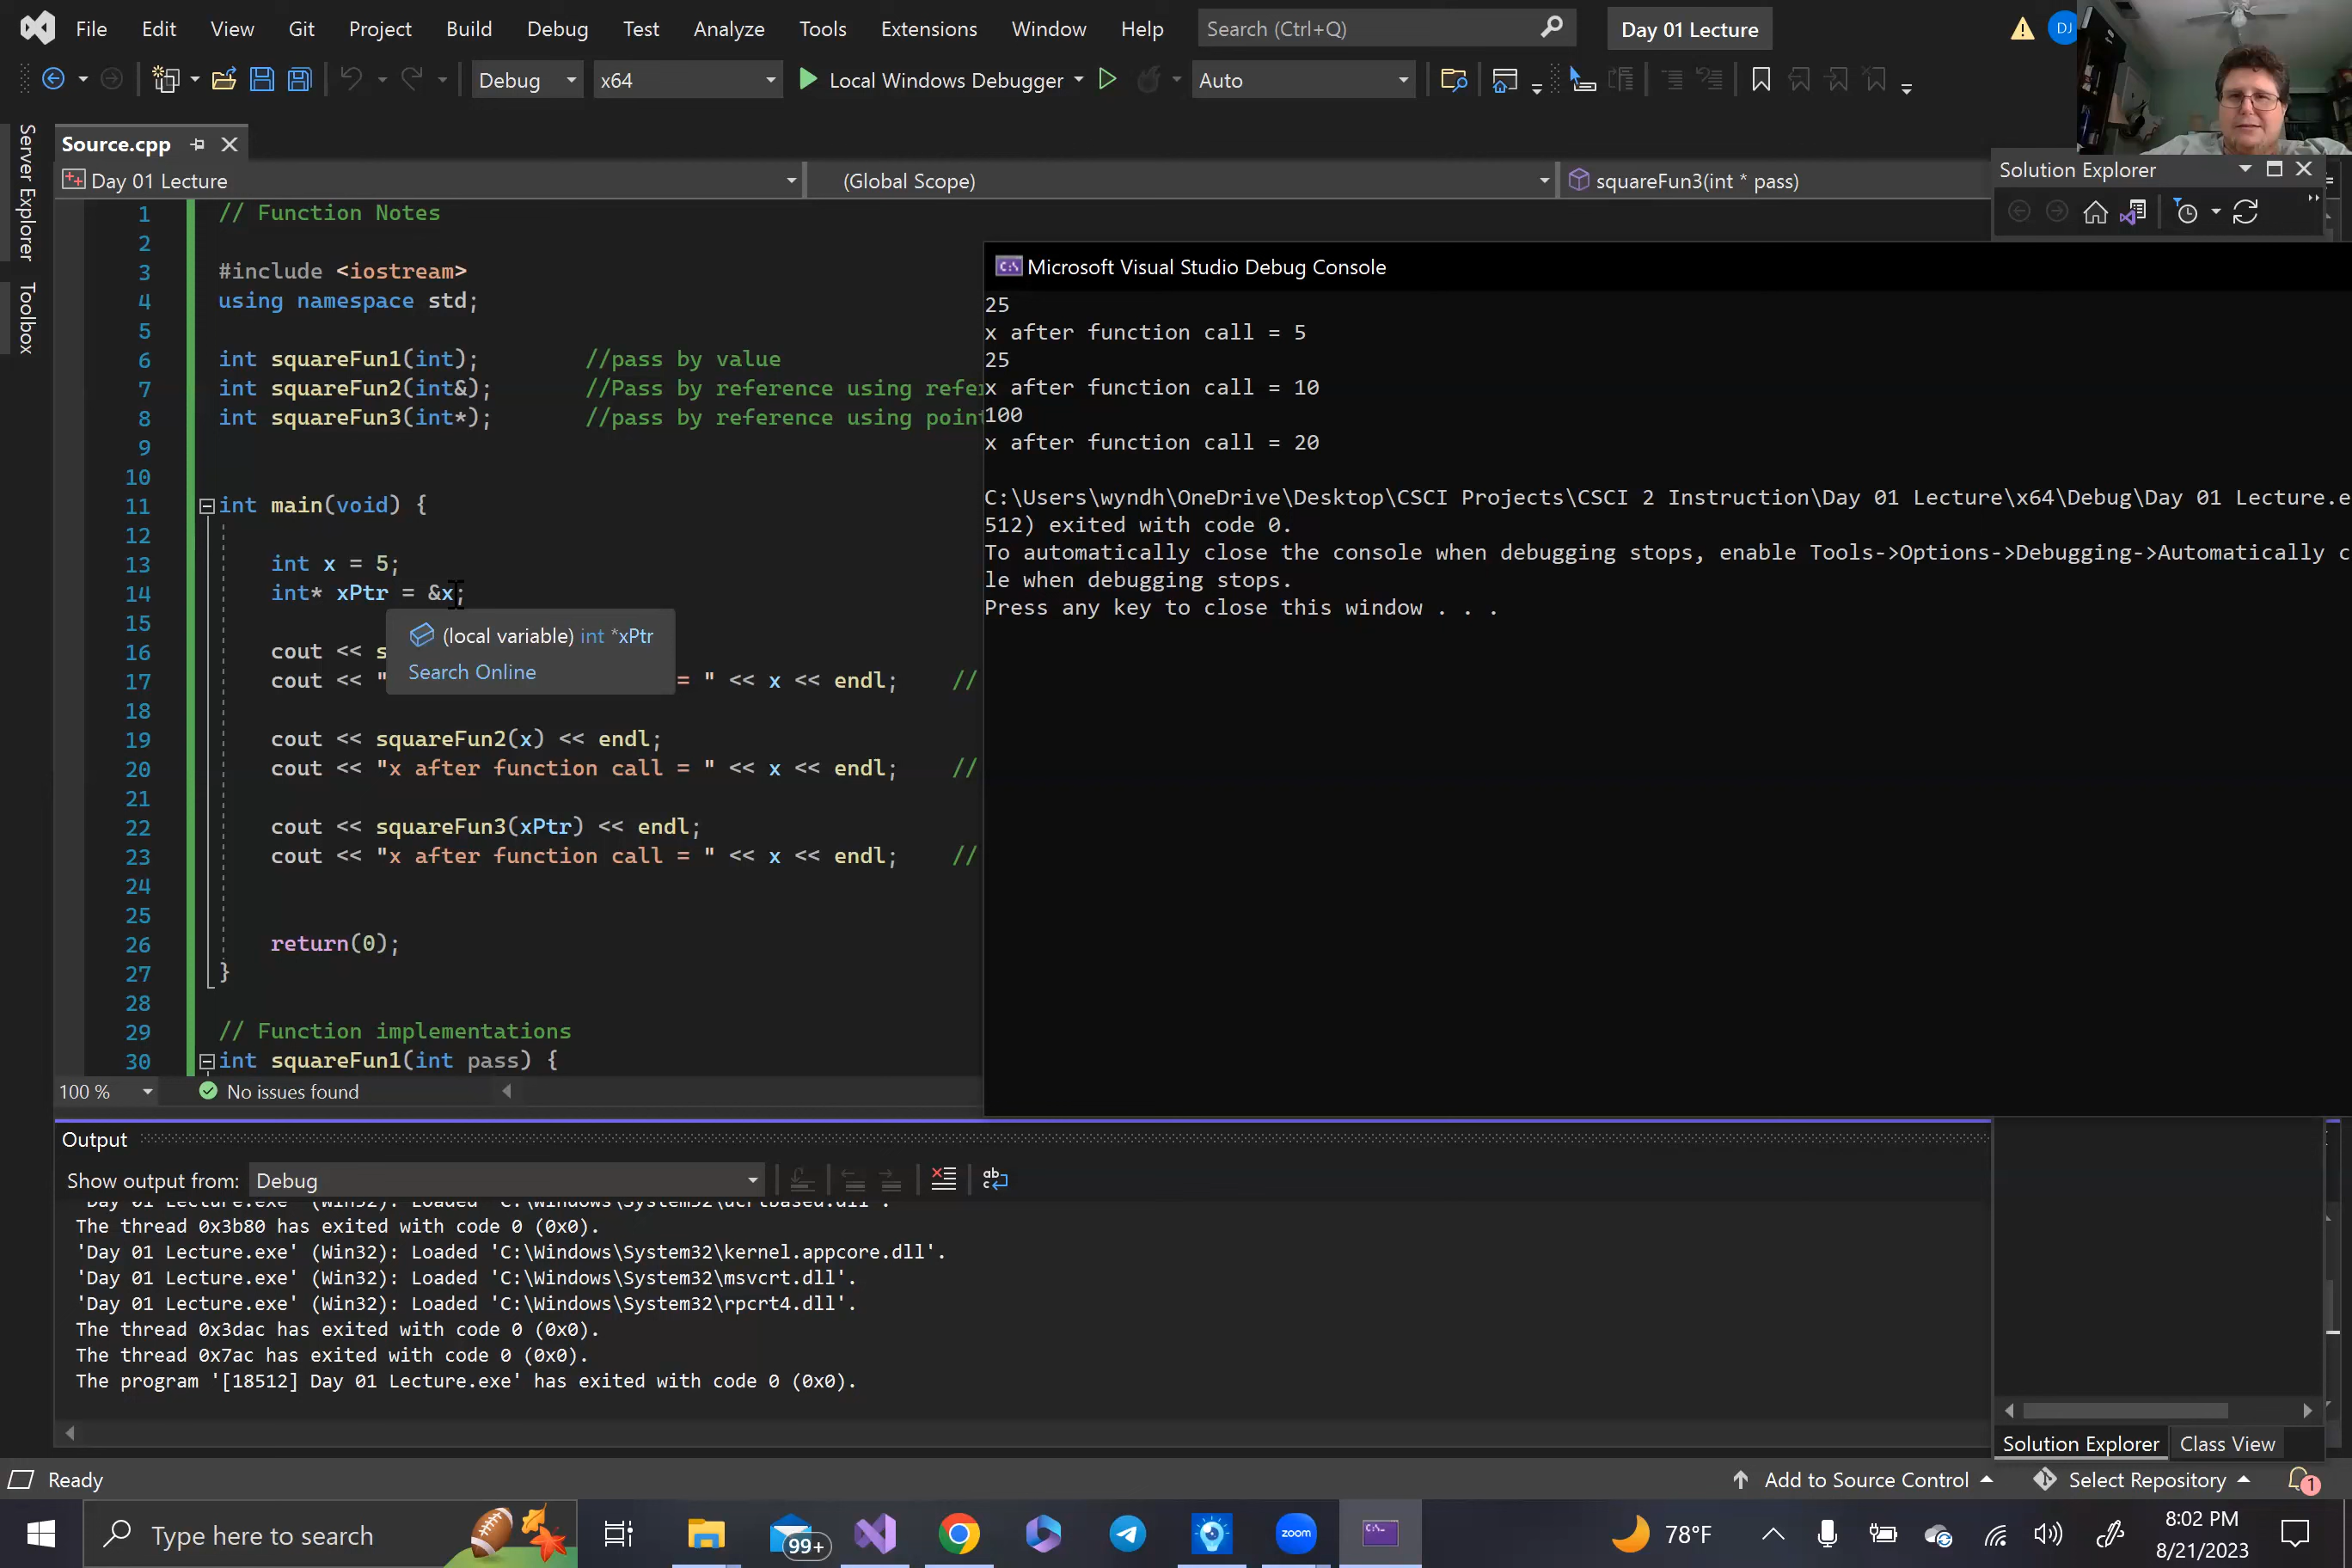 File Edit View Git Project Build Debug Test Analyze Tools Extensions Window Help Search (Ctrl+Q) Day 01 Lecture DJ
Debug x64 Local Windows Debugger Auto
Server Explorer
Toolbox
Source.cpp
Day 01 Lecture (Global Scope) squareFun3(int * pass)
Solution Explorer
1 // Function Notes
2
3 #include <iostream>
4 using namespace std;
5
6 int squareFun1(int); //pass by value
7 int squareFun2(int&); //Pass by reference using refe
8 int squareFun3(int*); //pass by reference using poin
9
10
11 int main(void) {
12
13 int x = 5;
14 int* xPtr = &x;
15
(local variable) int *xPtr
Search Online
16 cout << s
17 cout << " = " << x << endl; //
18
19 cout << squareFun2(x) << endl;
20 cout << "x after function call = " << x << endl; //
21
22 cout << squareFun3(xPtr) << endl;
23 cout << "x after function call = " << x << endl; //
24
25
26 return(0);
27 }
28
29 // Function implementations
30 int squareFun1(int pass) {
Microsoft Visual Studio Debug Console
25
x after function call = 5
25
x after function call = 10
100
x after function call = 20
C:\Users\wyndh\OneDrive\Desktop\CSCI Projects\CSCI 2 Instruction\Day 01 Lecture\x64\Debug\Day 01 Lecture.e
512) exited with code 0.
To automatically close the console when debugging stops, enable Tools->Options->Debugging->Automatically c
le when debugging stops.
Press any key to close this window . . .
100 % No issues found
Output
Show output from: Debug
'Day 01 Lecture.exe' (Win32): Loaded 'C:\Windows\System32\ucrtbased.dll'.
The thread 0x3b80 has exited with code 0 (0x0).
'Day 01 Lecture.exe' (Win32): Loaded 'C:\Windows\System32\kernel.appcore.dll'.
'Day 01 Lecture.exe' (Win32): Loaded 'C:\Windows\System32\msvcrt.dll'.
'Day 01 Lecture.exe' (Win32): Loaded 'C:\Windows\System32\rpcrt4.dll'.
The thread 0x3dac has exited with code 0 (0x0).
The thread 0x7ac has exited with code 0 (0x0).
The program '[18512] Day 01 Lecture.exe' has exited with code 0 (0x0).
Solution Explorer Class View
Ready Add to Source Control Select Repository 1
Type here to search 99+ zoom 78°F 8:02 PM
8/21/2023